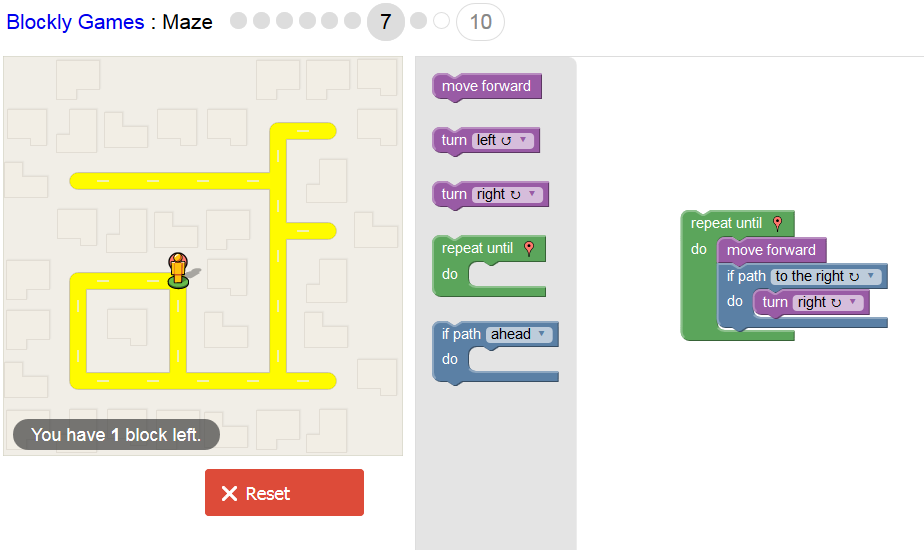 Blockly Games : Maze 7 10
move forward
turn left ↺ ▼
turn right ↻ ▼
repeat until
do
if path ahead ▼
do
repeat until
do move forward
if path to the right ↻ ▼
do turn right ↻ ▼
You have 1 block left.
Reset